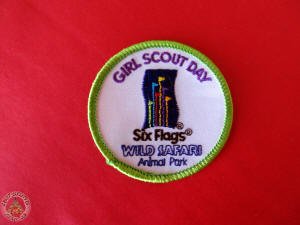 GIRL SCOUT DAY
Six Flags®
WILD SAFARI
Animal Park